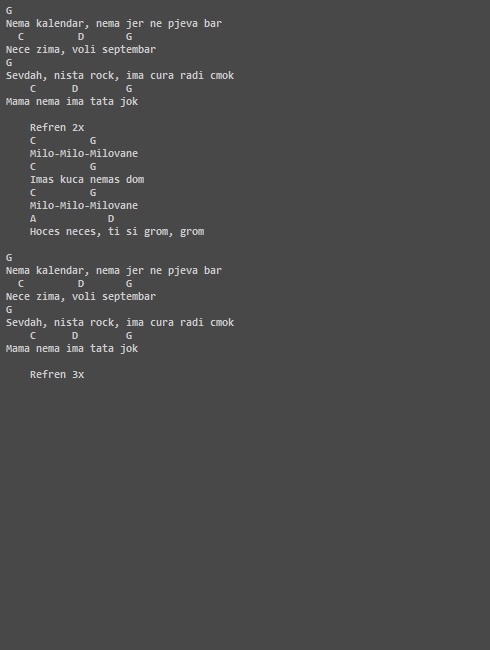 G
Nema kalendar, nema jer ne pjeva bar
  C         D       G
Nece zima, voli septembar
G
Sevdah, nista rock, ima cura radi cmok
    C      D        G
Mama nema ima tata jok

    Refren 2x
    C         G
    Milo-Milo-Milovane
    C         G
    Imas kuca nemas dom
    C         G
    Milo-Milo-Milovane
    A            D
    Hoces neces, ti si grom, grom

G
Nema kalendar, nema jer ne pjeva bar
  C         D       G
Nece zima, voli septembar
G
Sevdah, nista rock, ima cura radi cmok
    C      D        G
Mama nema ima tata jok

    Refren 3x